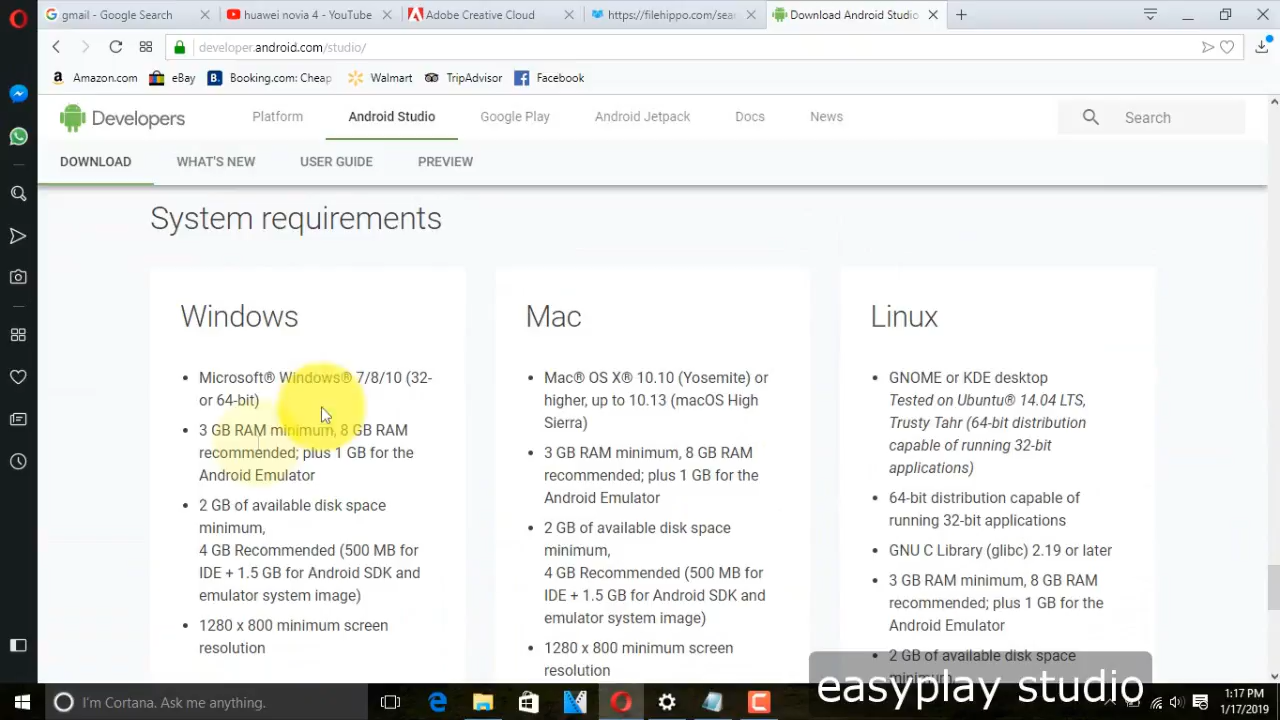 gmail - Google Search
huawei novia 4 - YouTube
Adobe Creative Cloud
https://filehippo.com/sear
Download Android Studio
developer.android.com/studio/
Amazon.com
eBay
Booking.com: Cheap
Walmart
TripAdvisor
Facebook
Developers
Platform
Android Studio
Google Play
Android Jetpack
Docs
News
Search
DOWNLOAD
WHAT'S NEW
USER GUIDE
PREVIEW
System requirements
Windows
Microsoft® Windows® 7/8/10 (32-
or 64-bit)
3 GB RAM minimum, 8 GB RAM
recommended; plus 1 GB for the
Android Emulator
2 GB of available disk space
minimum,
4 GB Recommended (500 MB for
IDE + 1.5 GB for Android SDK and
emulator system image)
1280 x 800 minimum screen
resolution
Mac
Mac® OS X® 10.10 (Yosemite) or
higher, up to 10.13 (macOS High
Sierra)
3 GB RAM minimum, 8 GB RAM
recommended; plus 1 GB for the
Android Emulator
2 GB of available disk space
minimum,
4 GB Recommended (500 MB for
IDE + 1.5 GB for Android SDK and
emulator system image)
1280 x 800 minimum screen
resolution
Linux
GNOME or KDE desktop
Tested on Ubuntu® 14.04 LTS,
Trusty Tahr (64-bit distribution
capable of running 32-bit
applications)
64-bit distribution capable of
running 32-bit applications
GNU C Library (glibc) 2.19 or later
3 GB RAM minimum, 8 GB RAM
recommended; plus 1 GB for the
Android Emulator
2 GB of available disk space
minimum,
easyplay studio
I'm Cortana. Ask me anything.
1:17 PM
1/17/2019